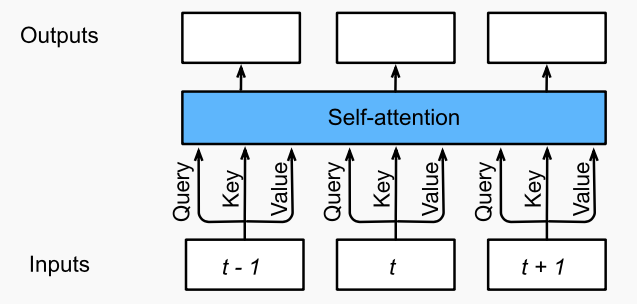 Outputs
Self-attention
Query Key Value Query Key Value Query Key Value
Inputs t - 1 t t + 1